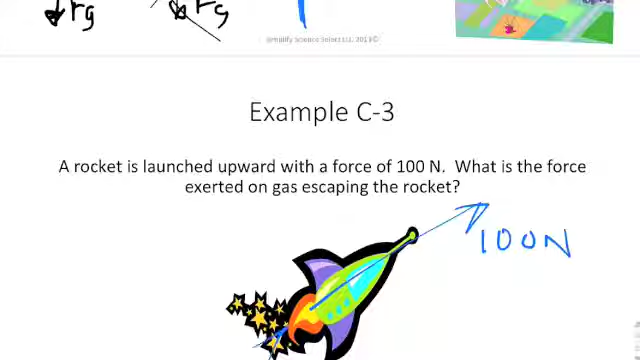 Fg
Fg
Example C-3
A rocket is launched upward with a force of 100 N. What is the force
exerted on gas escaping the rocket?
100N